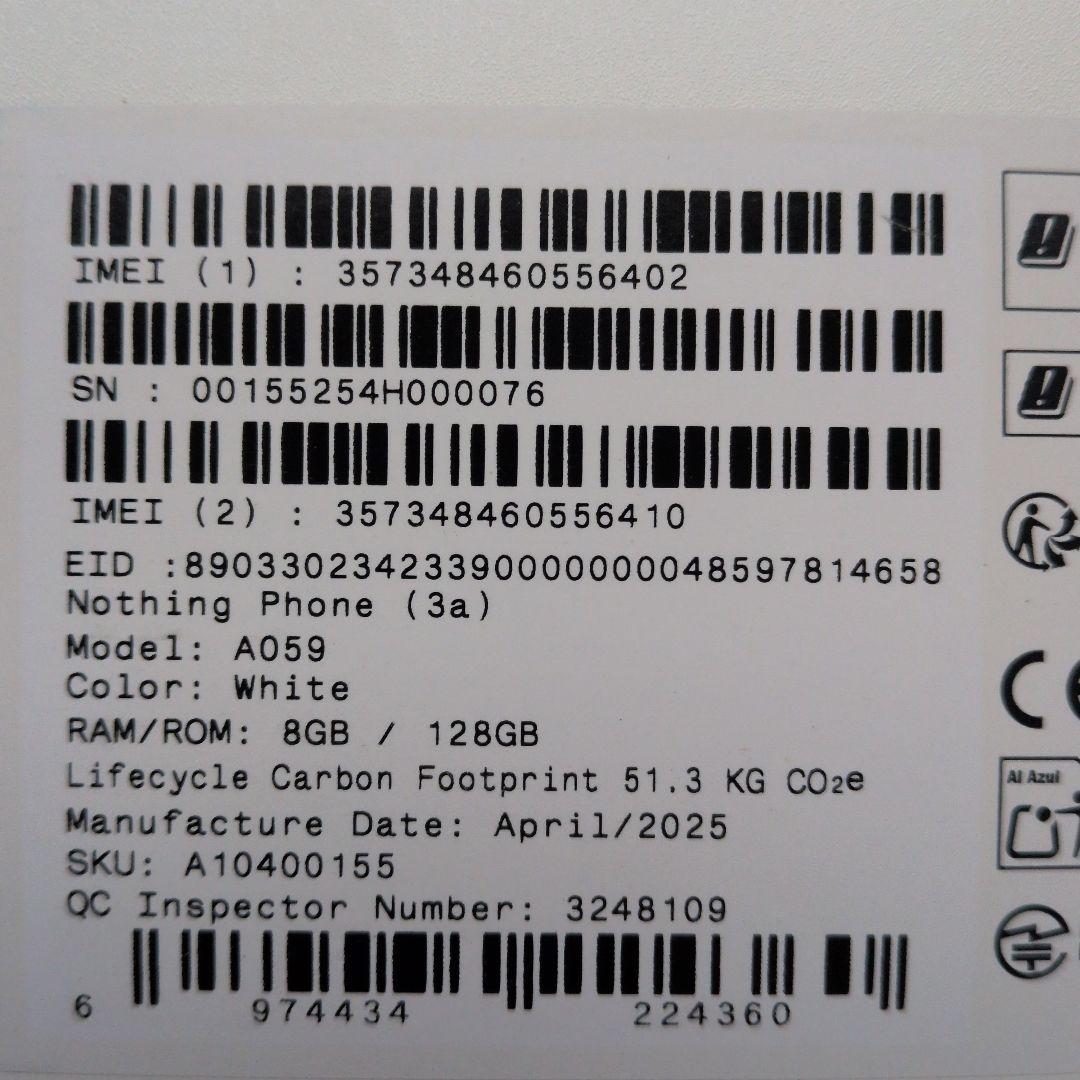 IMEI (1) : 357348460556402
SN : 00155254H000076
IMEI (2) : 357348460556410
EID :89033023423390000000048597814658
Nothing Phone (3a)
Model: A059
Color: White
RAM/ROM: 8GB / 128GB
Lifecycle Carbon Footprint 51.3 KG CO₂e
Manufacture Date: April/2025
SKU: A10400155
QC Inspector Number: 3248109
6 974434 224360
CE
Al Azul